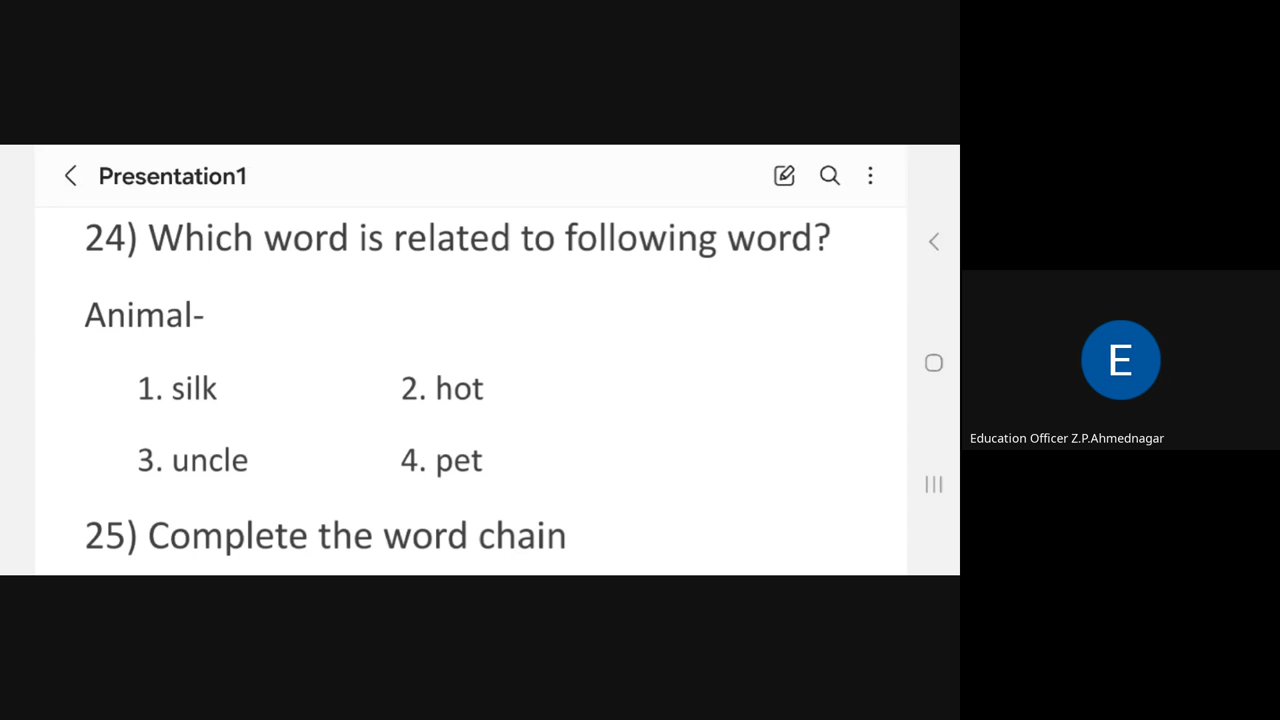 Presentation1
24) Which word is related to following word?
Animal-
1. silk 2. hot
3. uncle 4. pet
25) Complete the word chain
E
Education Officer Z.P.Ahmednagar